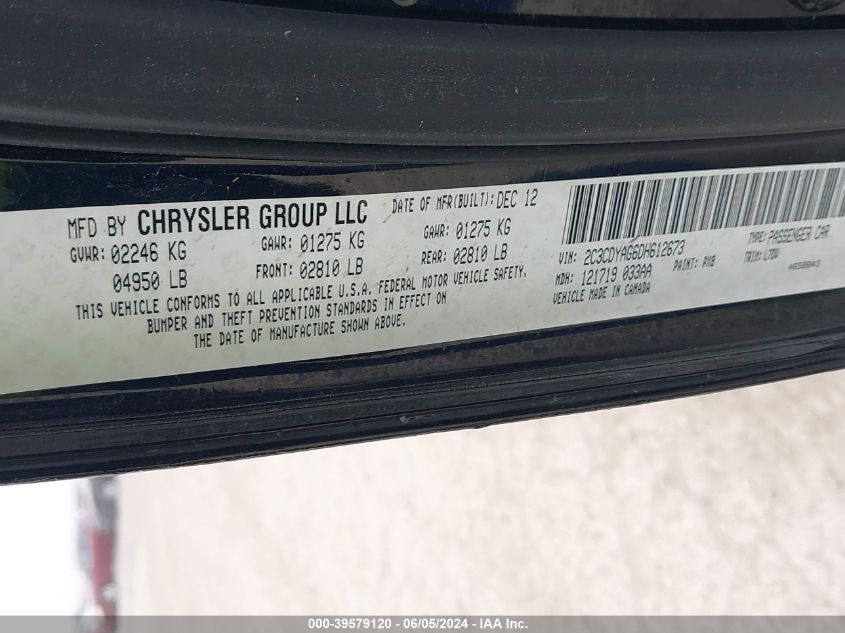 MFD BY CHRYSLER GROUP LLC DATE OF MFR(BUILT): DEC 12
GVWR: 02246 KG GAWR: 01275 KG GAWR: 01275 KG
04950 LB FRONT: 02810 LB REAR: 02810 LB
THIS VEHICLE CONFORMS TO ALL APPLICABLE U.S.A. FEDERAL MOTOR VEHICLE SAFETY,
BUMPER AND THEFT PREVENTION STANDARDS IN EFFECT ON
THE DATE OF MANUFACTURE SHOWN ABOVE.
VIN: 2C3CDYAG6DH612673 TYPE: PASSENGER CAR
MDH: 121719 033AA PAINT: PXB TRIM: L7DV
VEHICLE MADE IN CANADA
000-39579120 - 06/05/2024 - IAA Inc.